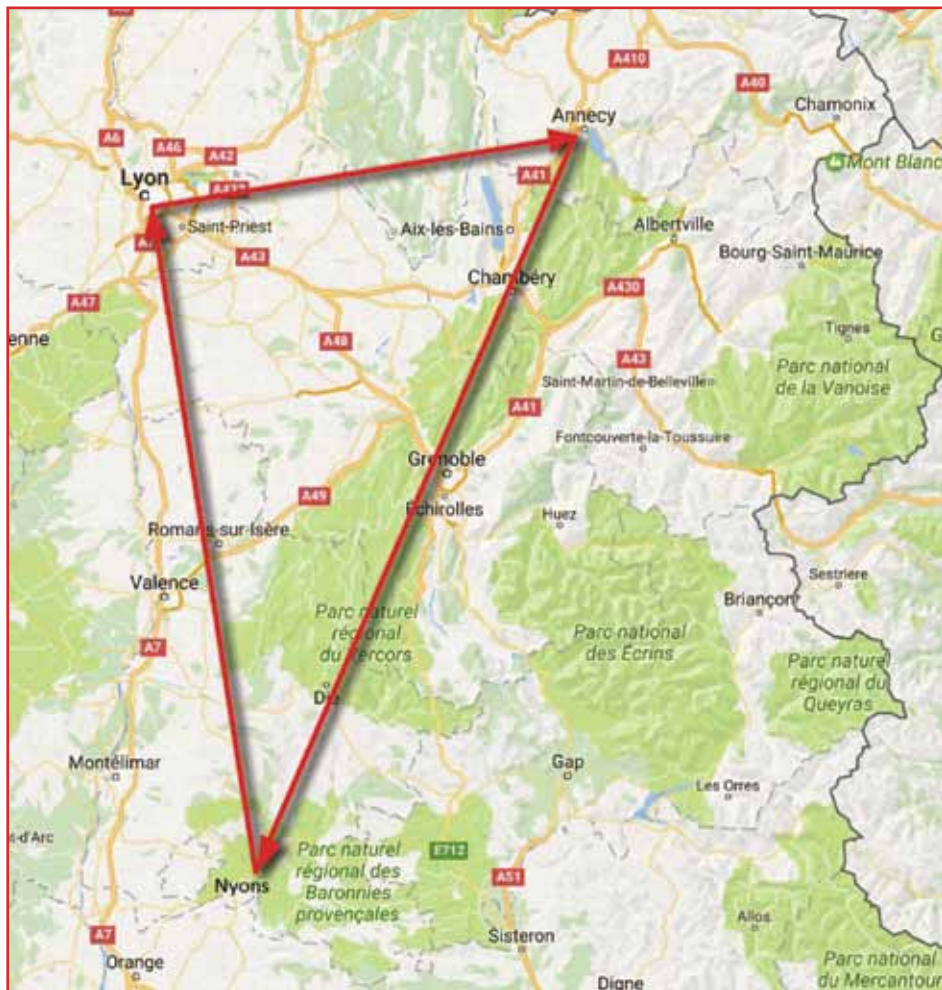 A410
A40
Annecy
Chamonix
A6
A46
A42
Mont Blanc
Lyon
A41
Saint-Priest
Aix-les-Bains
Albertville
A43
Bourg-Saint-Maurice
Chambéry
A47
A430
enne
A48
Tignes
A43
Parc national
de la Vanoise
Saint-Martin-de-Belleville
A41
Fontcouverte-la-Toussuire
Grenoble
A49
Échirolles
Huez
Romans-sur-Isère
Valence
Sestriere
Briançon
Parc naturel
régional
du Vercors
Parc national
des Écrins
A7
Parc naturel
régional du
Queyras
Die
Montélimar
Gap
Les Orres
s-d'Arc
Parc naturel
régional des
Baronnies
provençales
E712
Nyons
A51
Allos
A7
Sisteron
Orange
Parc national
du Mercantour
Digne